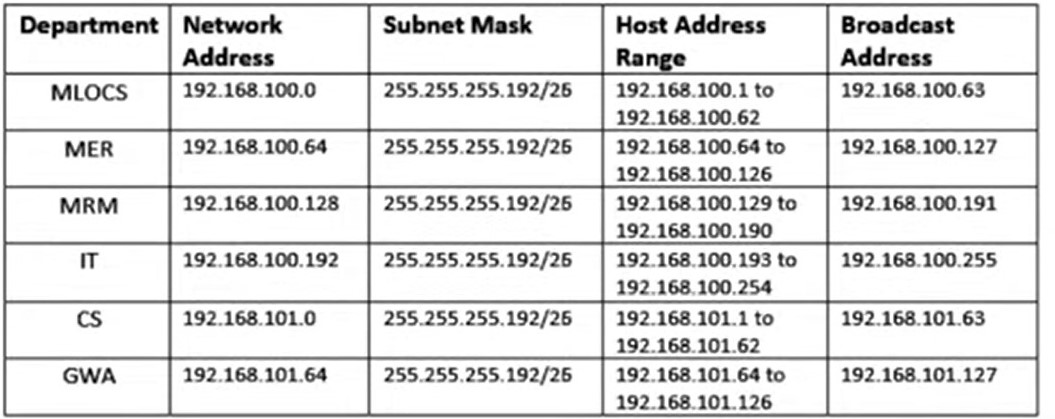 Department Network Address Subnet Mask Host Address Range Broadcast Address
MLOCS 192.168.100.0 255.255.255.192/26 192.168.100.1 to 192.168.100.62 192.168.100.63
MER 192.168.100.64 255.255.255.192/26 192.168.100.64 to 192.168.100.126 192.168.100.127
MRM 192.168.100.128 255.255.255.192/26 192.168.100.129 to 192.168.100.190 192.168.100.191
IT 192.168.100.192 255.255.255.192/26 192.168.100.193 to 192.168.100.254 192.168.100.255
CS 192.168.101.0 255.255.255.192/26 192.168.101.1 to 192.168.101.62 192.168.101.63
GWA 192.168.101.64 255.255.255.192/26 192.168.101.64 to 192.168.101.126 192.168.101.127